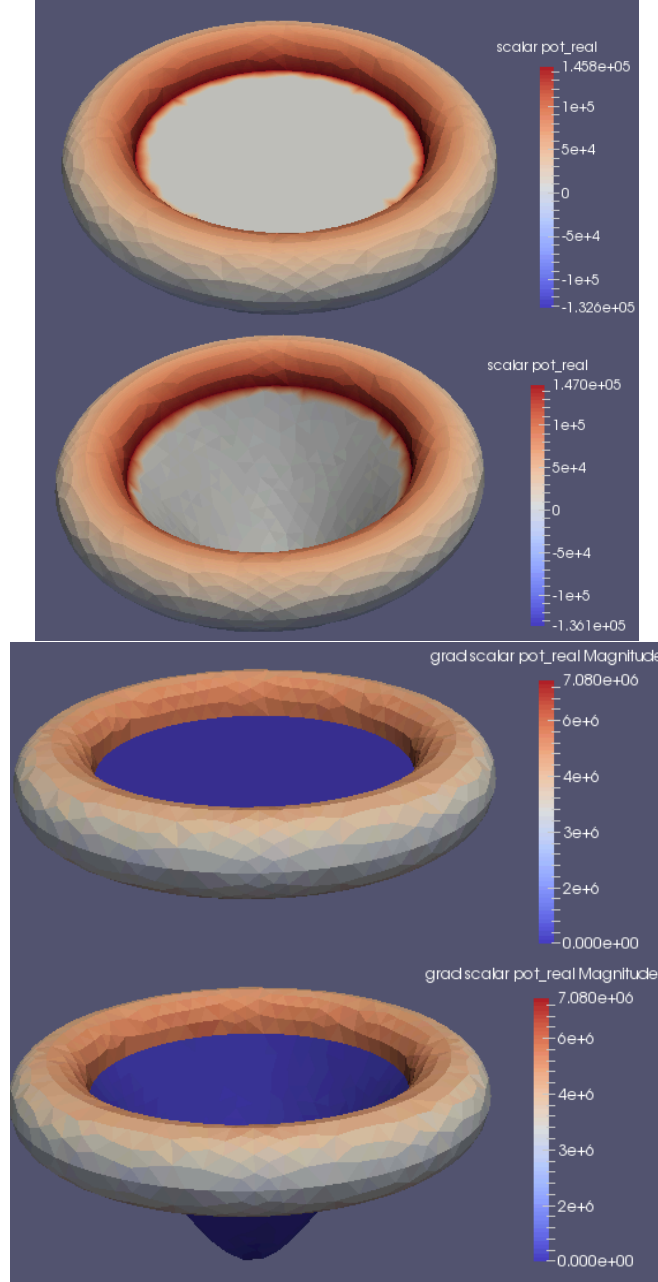 scalar pot_real
1.458e+05
1e+5
5e+4
0
-5e+4
-1e+5
-1.326e+05
scalar pot_real
1.470e+05
1e+5
5e+4
0
-5e+4
-1e+5
-1.361e+05
grad scalar pot_real Magnitude
7.080e+06
6e+6
4e+6
3e+6
2e+6
0.000e+00
grad scalar pot_real Magnitude
7.080e+06
6e+6
4e+6
3e+6
2e+6
0.000e+00